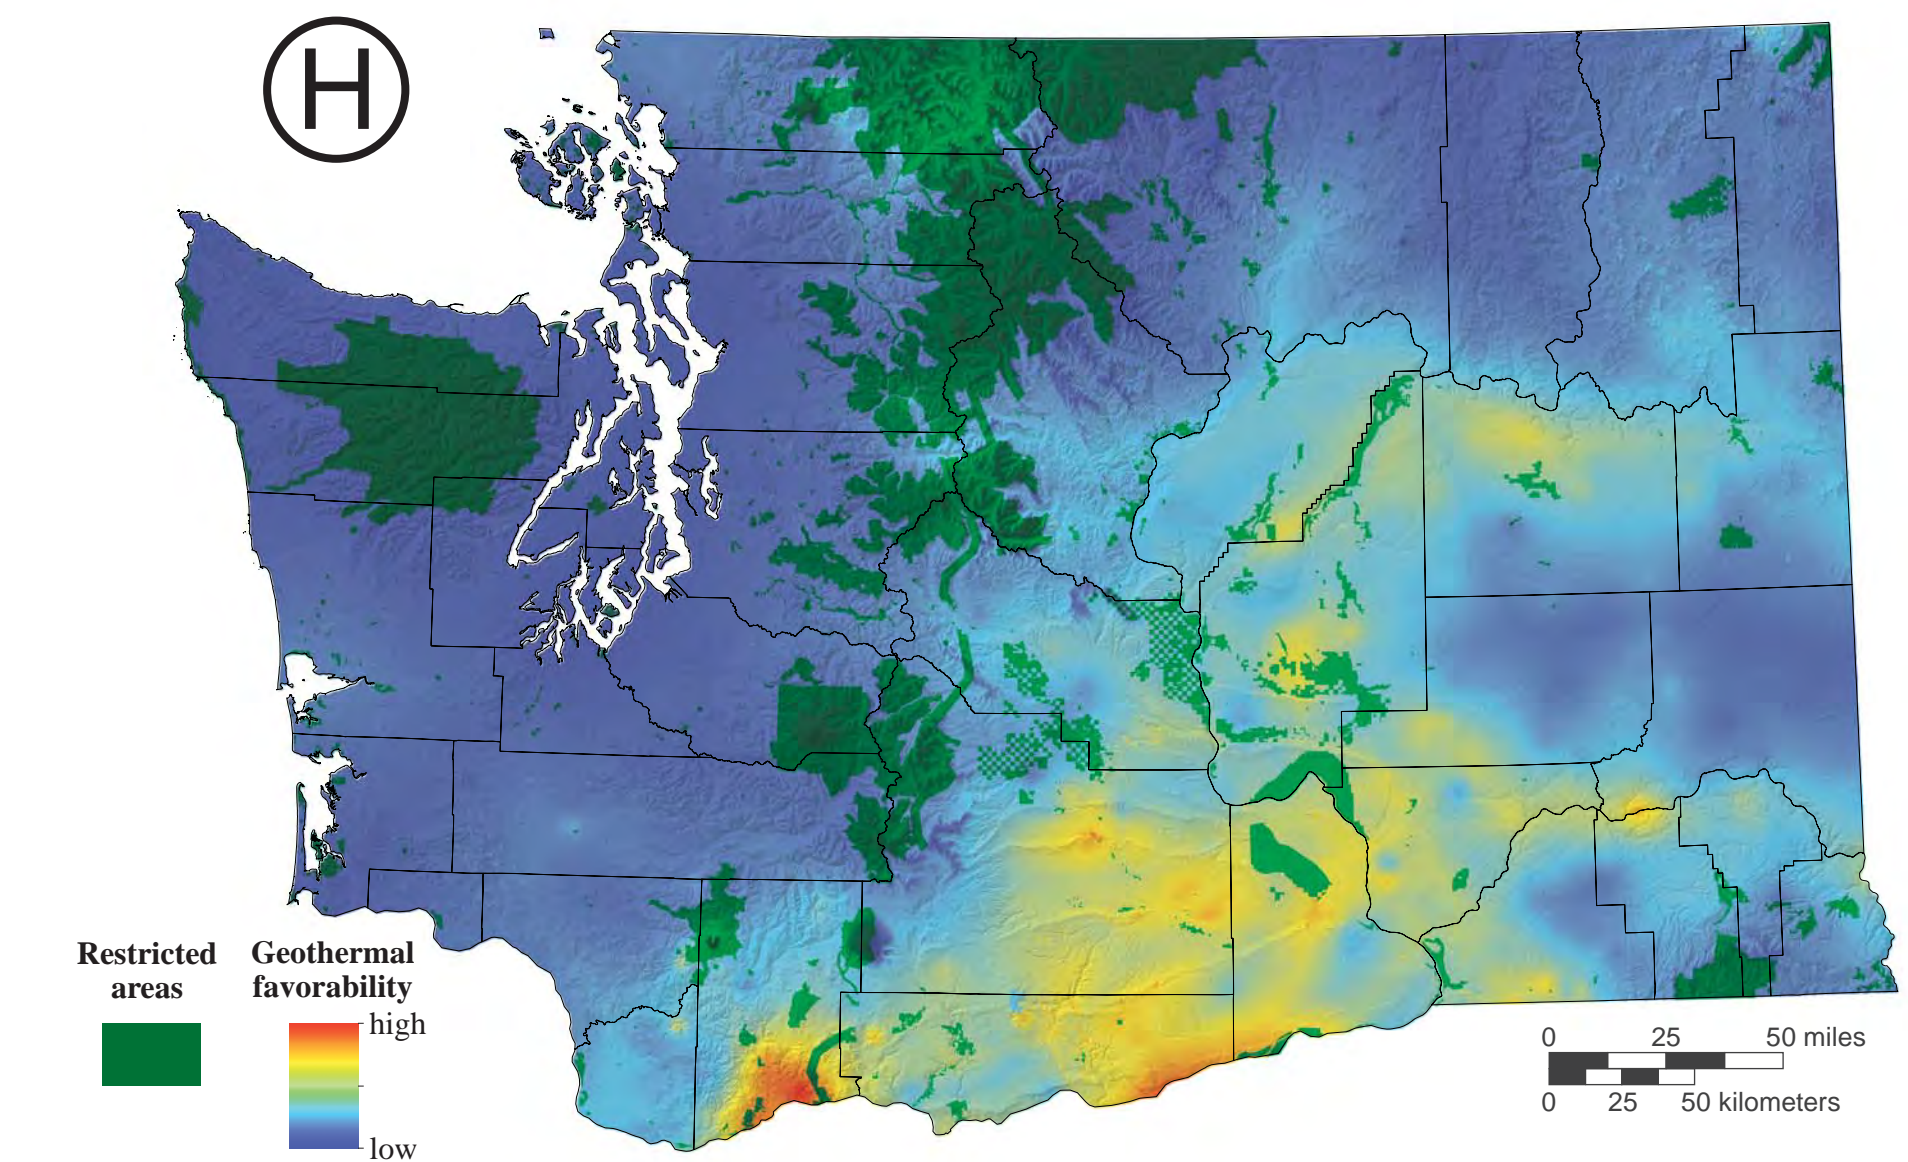 H
Restricted
areas
Geothermal
favorability
high
low
0 25 50 miles
0 25 50 kilometers